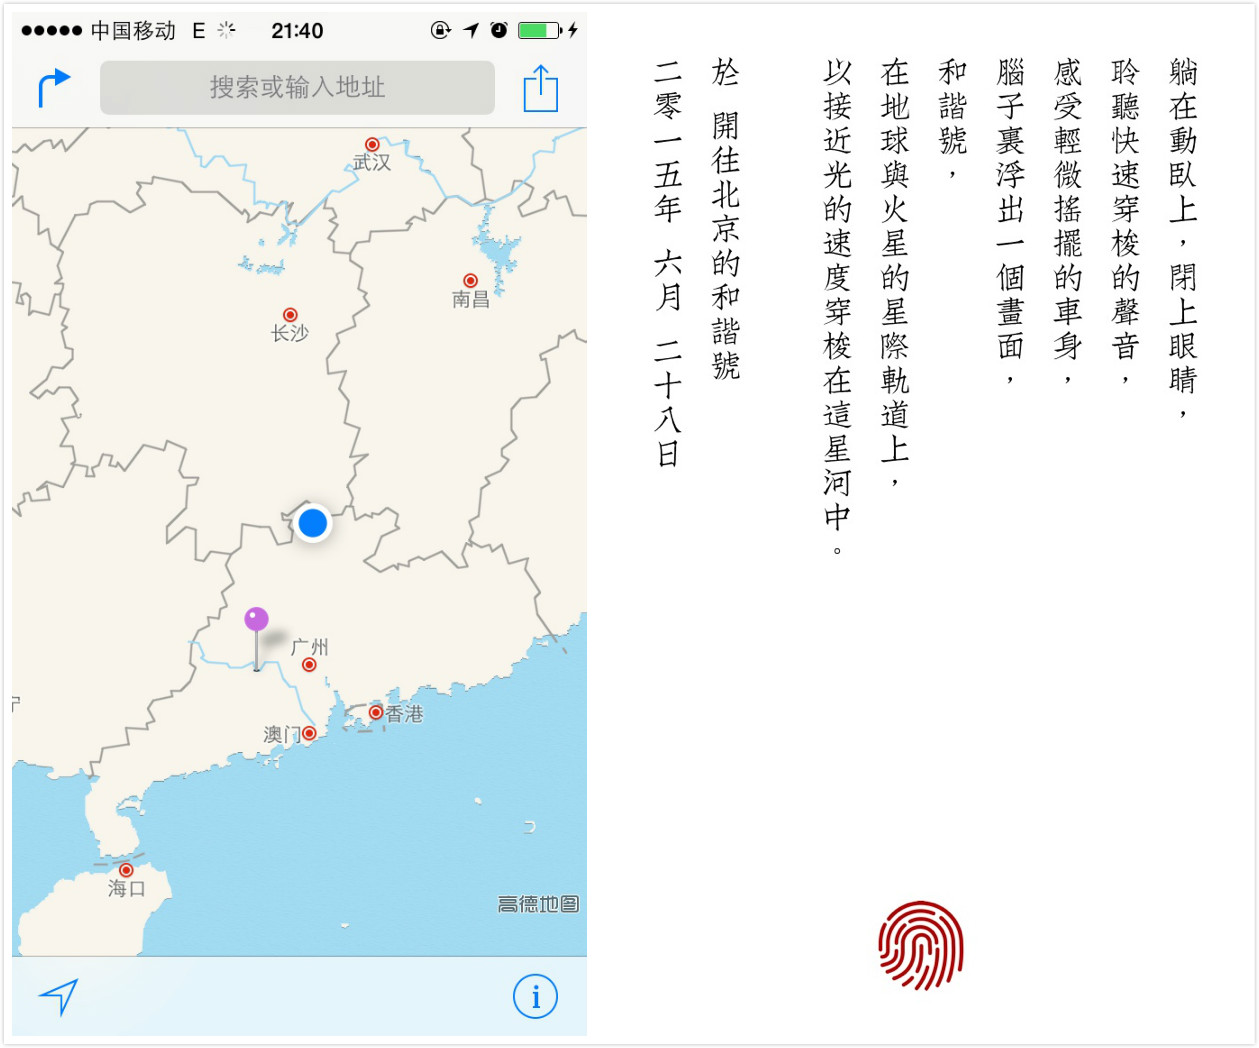 中国移动 E 21:40
搜索或输入地址
武汉
南昌
长沙
广州
香港
澳门
海口
高德地图
躺在動臥上，閉上眼睛，
聆聽快速穿梭的聲音，
感受輕微搖擺的車身，
腦子裏浮出一個畫面，
和諧號，
在地球與火星的星際軌道上，
以接近光的速度穿梭在這星河中。
於 開往北京的和諧號
二零一五年 六月 二十八日